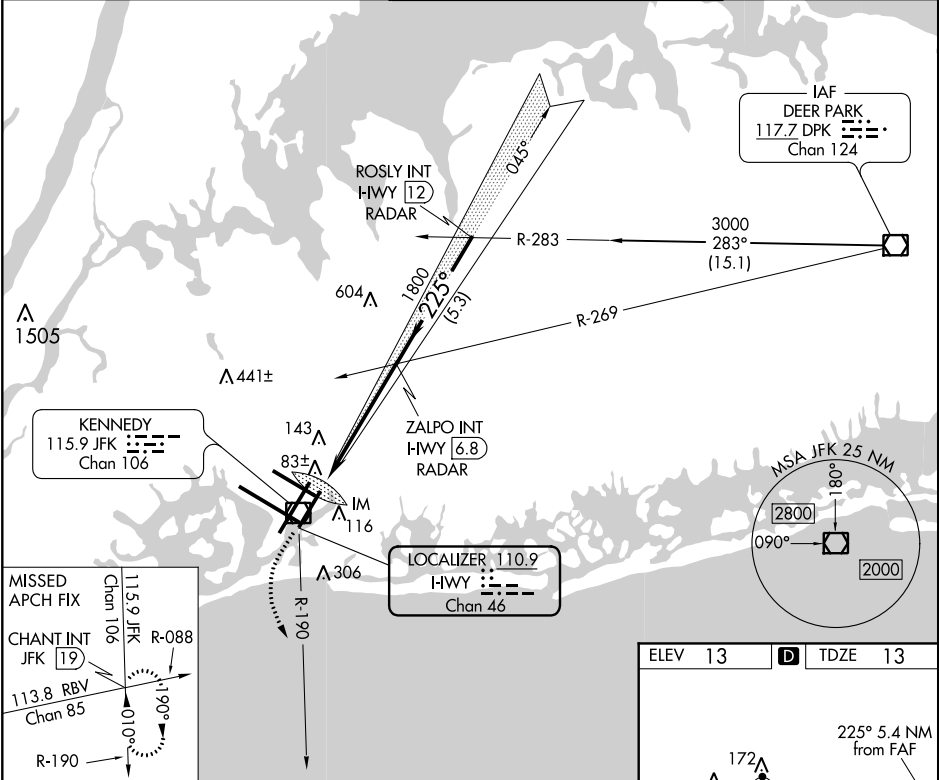 IAF
DEER PARK
117.7 DPK
Chan 124
ROSLY INT
I-IWY 12
RADAR
045°
R-283
3000
283°
(15.1)
1800
225°
(5.3)
604
R-269
1505
441±
KENNEDY
115.9 JFK
Chan 106
143
83±
ZALPO INT
I-IWY 6.8
RADAR
IM
116
MSA JFK 25 NM
180°
2800
090°
2000
LOCALIZER 110.9
I-IWY
Chan 46
306
R-190
MISSED
APCH FIX
115.9 JFK
Chan 106
CHANT INT
JFK 19
R-088
113.8 RBV
Chan 85
010°
190°
R-190
ELEV 13 D TDZE 13
225° 5.4 NM
from FAF
172